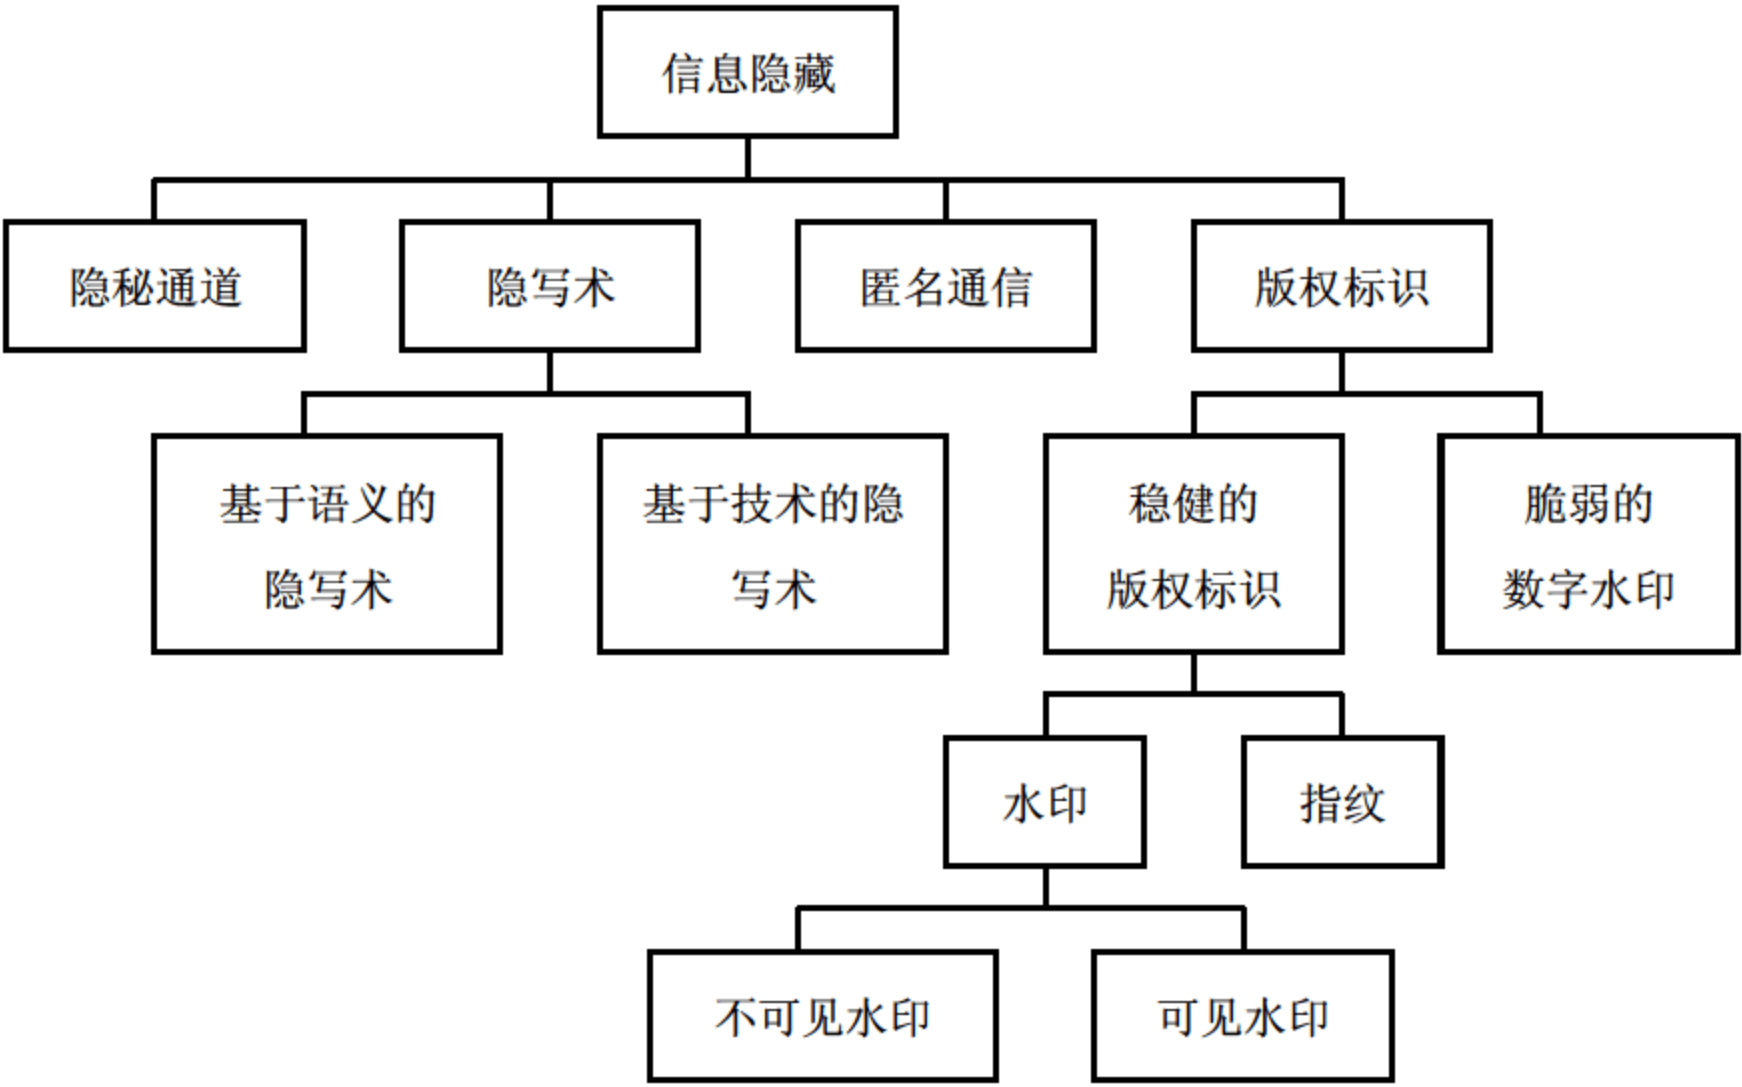 信息隐藏
隐秘通道
隐写术
匿名通信
版权标识
基于语义的
隐写术
基于技术的隐
写术
稳健的
版权标识
脆弱的
数字水印
水印
指纹
不可见水印
可见水印